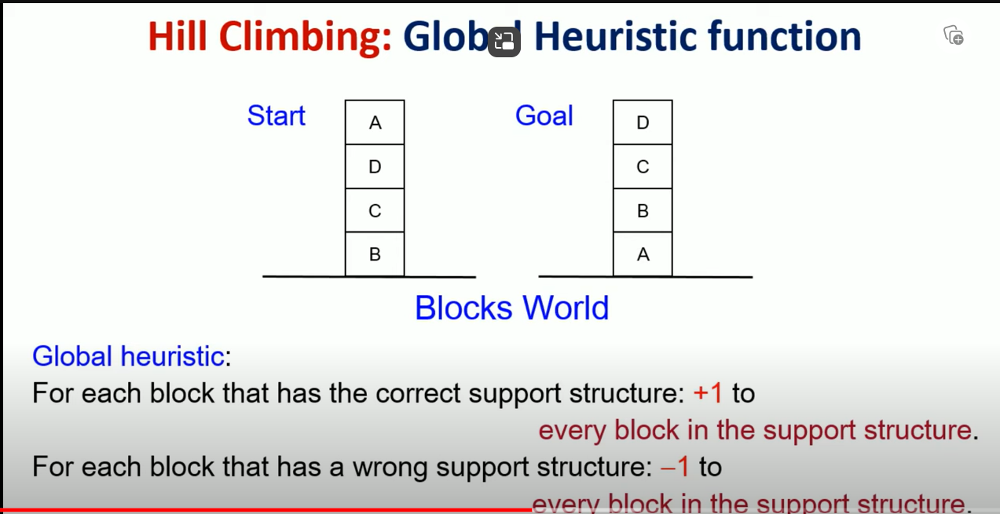 Hill Climbing: Global Heuristic function
Start
A
D
C
B
Goal
D
C
B
A
Blocks World
Global heuristic:
For each block that has the correct support structure: +1 to
every block in the support structure.
For each block that has a wrong support structure: –1 to
every block in the support structure.